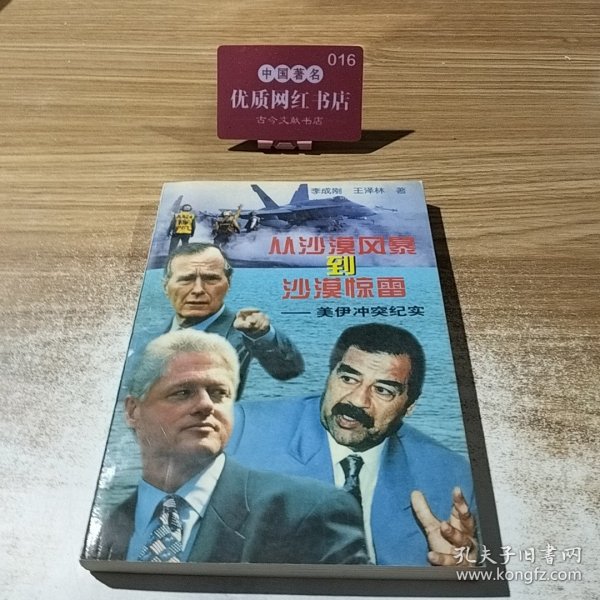 016
中国著名
优质网红书店
古今文献书店
李成刚 王泽林 著
从沙漠风暴
到
沙漠惊雷
——美伊冲突纪实
孔夫子旧书网
www.kongfz.com